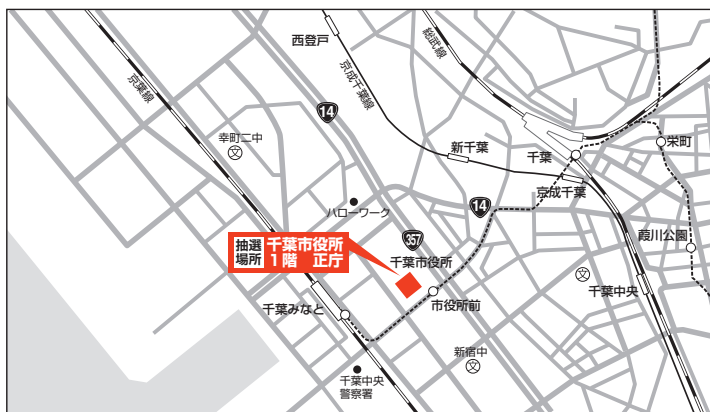 西登戸
総武線
京葉線
京成千葉線
14
幸町二中
文
新千葉
千葉
栄町
京成千葉
ハローワーク
14
357
葭川公園
抽選
場所
千葉市役所
1階 正庁
千葉市役所
文
千葉中央
市役所前
千葉みなと
新宿中
文
千葉中央
警察署